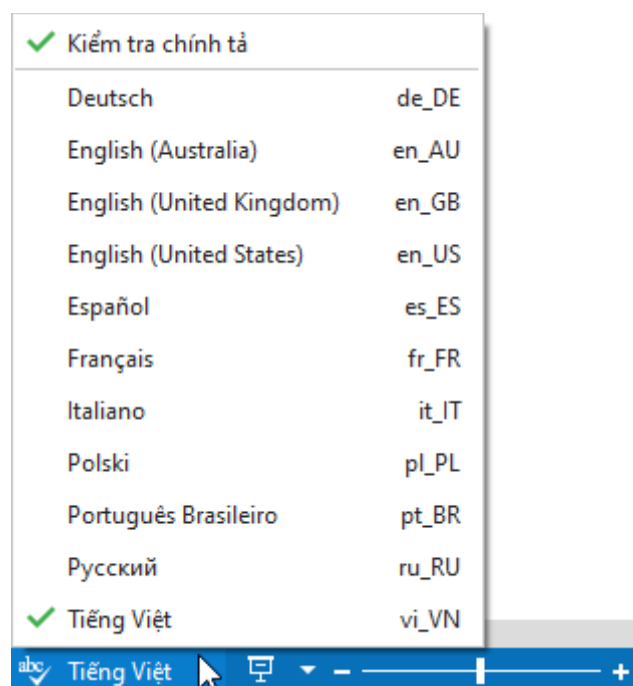 Kiểm tra chính tả
Deutsch de_DE
English (Australia) en_AU
English (United Kingdom) en_GB
English (United States) en_US
Español es_ES
Français fr_FR
Italiano it_IT
Polski pl_PL
Português Brasileiro pt_BR
Русский ru_RU
Tiếng Việt vi_VN
abc Tiếng Việt